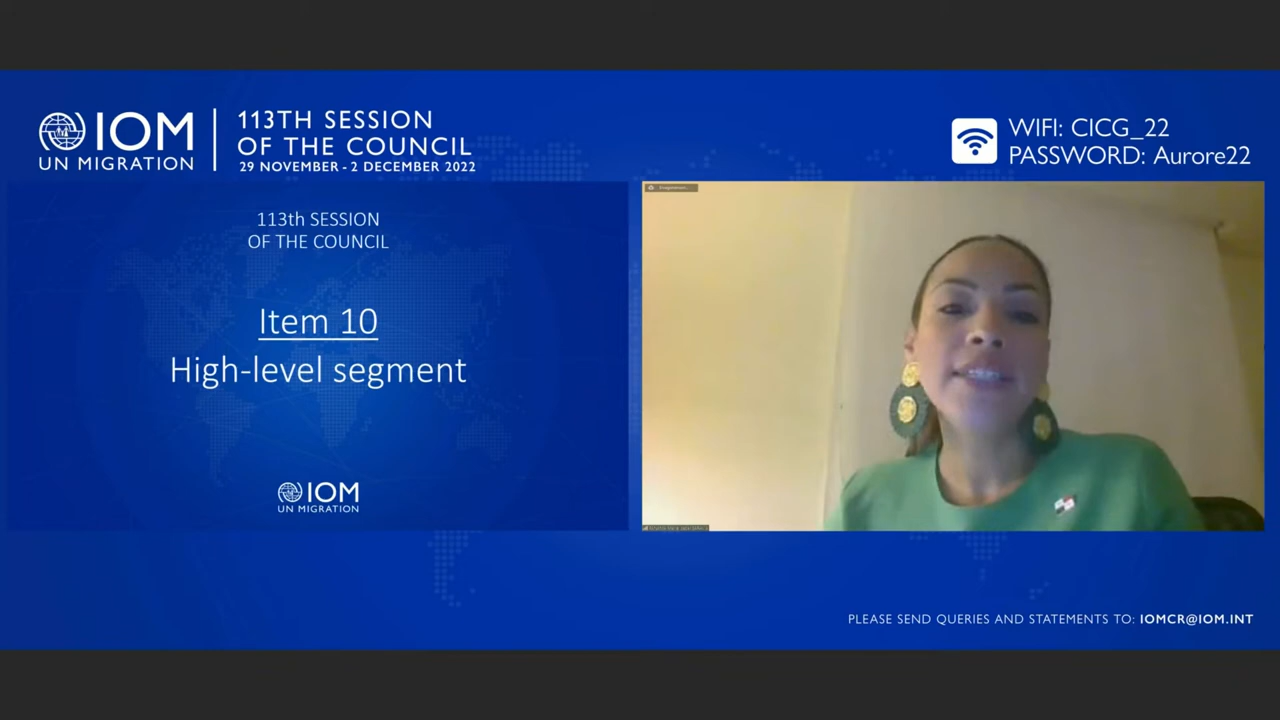 IOM
UN MIGRATION
113TH SESSION
OF THE COUNCIL
29 NOVEMBER - 2 DECEMBER 2022
WIFI: CICG_22
PASSWORD: Aurore22
113th SESSION
OF THE COUNCIL
Item 10
High-level segment
IOM
UN MIGRATION
PLEASE SEND QUERIES AND STATEMENTS TO: IOMCR@IOM.INT